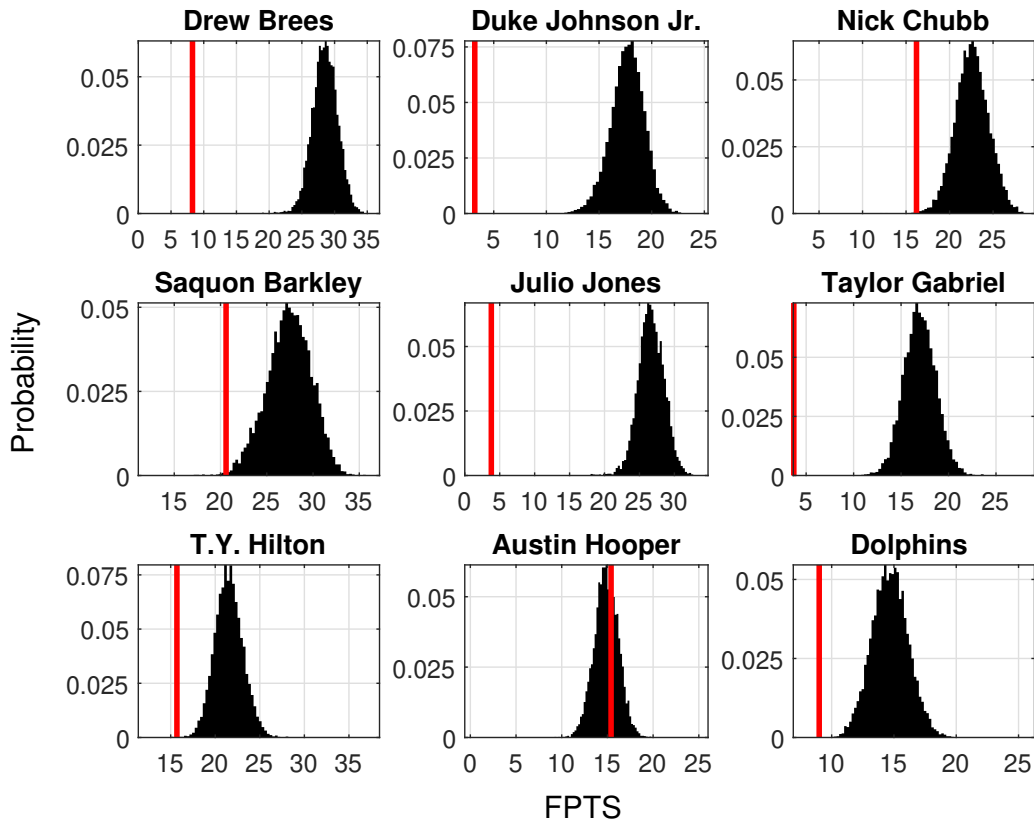 Drew Brees
Duke Johnson Jr.
Nick Chubb
0.05
0.025
0
0 5 10 15 20 25 30 35
0.075
0.05
0.025
0
5 10 15 20 25
0.05
0.025
0
5 10 15 20 25
Saquon Barkley
Julio Jones
Taylor Gabriel
Probability
0.05
0.025
0
15 20 25 30 35
0.05
0.025
0
0 5 10 15 20 25 30
0.05
0.025
0
5 10 15 20 25
T.Y. Hilton
Austin Hooper
Dolphins
0.075
0.05
0.025
0
15 20 25 30 35
0.05
0.025
0
0 5 10 15 20 25
0.05
0.025
0
10 15 20 25
FPTS